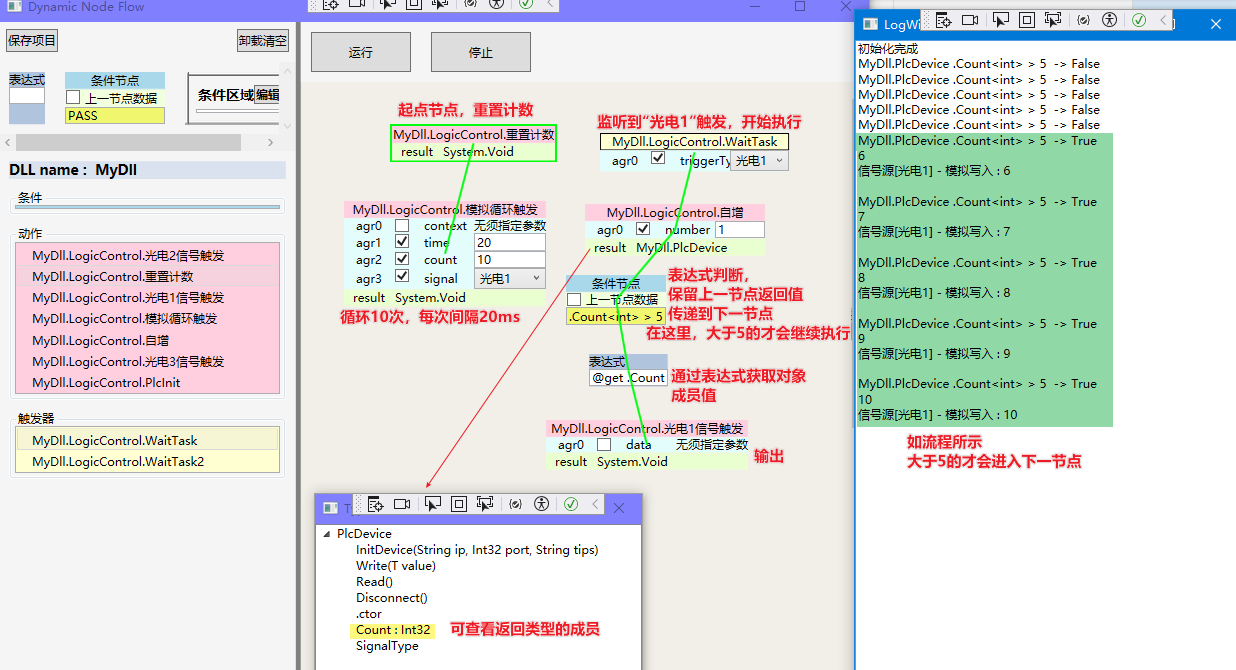 Dynamic Node Flow
保存项目
卸载清空
表达式
条件节点
上一节点数据
PASS
条件区域
编辑
DLL name： MyDll
条件
动作
MyDll.LogicControl.光电2信号触发
MyDll.LogicControl.重置计数
MyDll.LogicControl.光电1信号触发
MyDll.LogicControl.模拟循环触发
MyDll.LogicControl.自增
MyDll.LogicControl.光电3信号触发
MyDll.LogicControl.PlcInit
触发器
MyDll.LogicControl.WaitTask
MyDll.LogicControl.WaitTask2
运行
停止
起点节点，重置计数
MyDll.LogicControl.重置计数
result System.Void
监听到“光电1”触发，开始执行
MyDll.LogicControl.WaitTask
agr0 triggerTy 光电1
MyDll.LogicControl.模拟循环触发
agr0 context 无须指定参数
agr1 time 20
agr2 count 10
agr3 signal 光电1
result System.Void
循环10次，每次间隔20ms
MyDll.LogicControl.自增
agr0 number 1
result MyDll.PlcDevice
条件节点
上一节点数据
.Count<int> > 5
表达式判断，
保留上一节点返回值
传递到下一节点
在这里，大于5的才会继续执行
表达式
@get .Count
通过表达式获取对象
成员值
MyDll.LogicControl.光电1信号触发
agr0 data 无须指定参数
result System.Void
输出
PlcDevice
InitDevice(String ip, Int32 port, String tips)
Write(T value)
Read()
Disconnect()
.ctor
Count : Int32
SignalType
可查看返回类型的成员
LogWi
初始化完成
MyDll.PlcDevice .Count<int> > 5 -> False
MyDll.PlcDevice .Count<int> > 5 -> False
MyDll.PlcDevice .Count<int> > 5 -> False
MyDll.PlcDevice .Count<int> > 5 -> False
MyDll.PlcDevice .Count<int> > 5 -> False
MyDll.PlcDevice .Count<int> > 5 -> True
6
信号源[光电1] - 模拟写入 : 6
MyDll.PlcDevice .Count<int> > 5 -> True
7
信号源[光电1] - 模拟写入 : 7
MyDll.PlcDevice .Count<int> > 5 -> True
8
信号源[光电1] - 模拟写入 : 8
MyDll.PlcDevice .Count<int> > 5 -> True
9
信号源[光电1] - 模拟写入 : 9
MyDll.PlcDevice .Count<int> > 5 -> True
10
信号源[光电1] - 模拟写入 : 10
如流程所示
大于5的才会进入下一节点